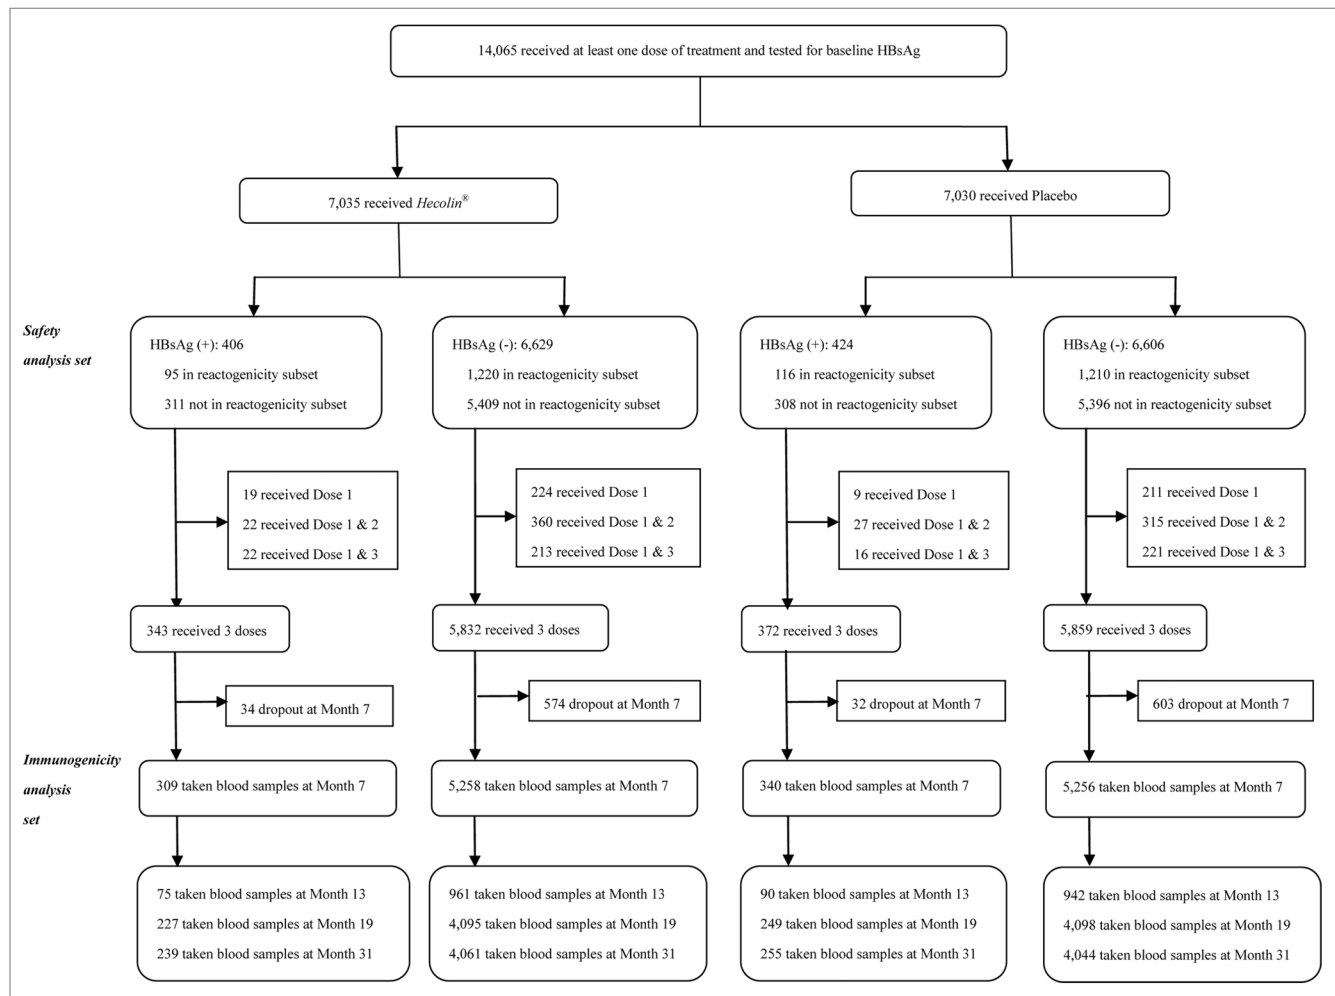 14,065 received at least one dose of treatment and tested for baseline HBsAg
7,035 received Hecolin®
7,030 received Placebo
Safety
analysis set
HBsAg (+): 406
95 in reactogenicity subset
311 not in reactogenicity subset
HBsAg (-): 6,629
1,220 in reactogenicity subset
5,409 not in reactogenicity subset
HBsAg (+): 424
116 in reactogenicity subset
308 not in reactogenicity subset
HBsAg (-): 6,606
1,210 in reactogenicity subset
5,396 not in reactogenicity subset
19 received Dose 1
22 received Dose 1 & 2
22 received Dose 1 & 3
224 received Dose 1
360 received Dose 1 & 2
213 received Dose 1 & 3
9 received Dose 1
27 received Dose 1 & 2
16 received Dose 1 & 3
211 received Dose 1
315 received Dose 1 & 2
221 received Dose 1 & 3
343 received 3 doses
5,832 received 3 doses
372 received 3 doses
5,859 received 3 doses
34 dropout at Month 7
574 dropout at Month 7
32 dropout at Month 7
603 dropout at Month 7
Immunogenicity
analysis
set
309 taken blood samples at Month 7
5,258 taken blood samples at Month 7
340 taken blood samples at Month 7
5,256 taken blood samples at Month 7
75 taken blood samples at Month 13
227 taken blood samples at Month 19
239 taken blood samples at Month 31
961 taken blood samples at Month 13
4,095 taken blood samples at Month 19
4,061 taken blood samples at Month 31
90 taken blood samples at Month 13
249 taken blood samples at Month 19
255 taken blood samples at Month 31
942 taken blood samples at Month 13
4,098 taken blood samples at Month 19
4,044 taken blood samples at Month 31